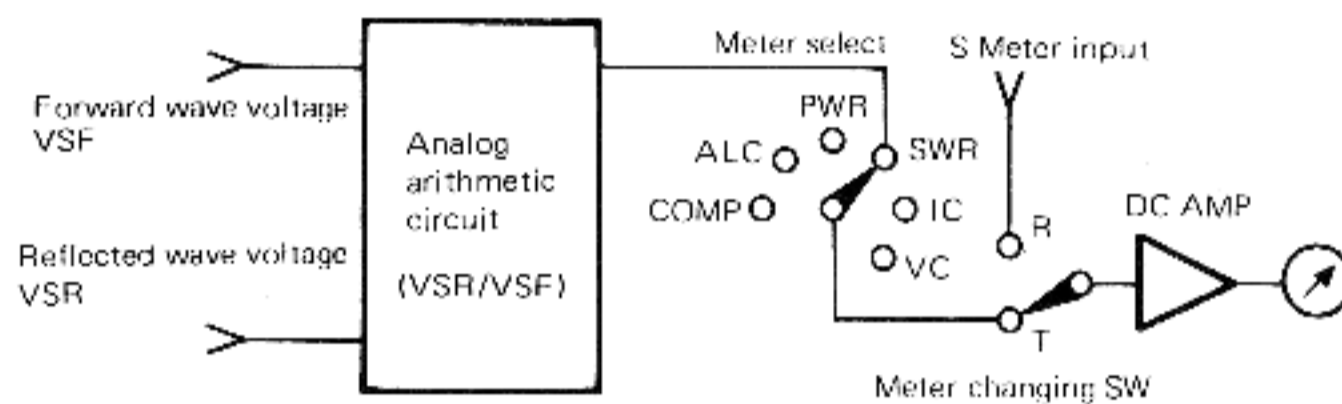 Forward wave voltage
VSF
Reflected wave voltage
VSR
Analog
arithmetic
circuit
(VSR/VSF)
Meter select
PWR
ALC
SWR
COMP
IC
VC
S Meter input
R
T
DC AMP
Meter changing SW